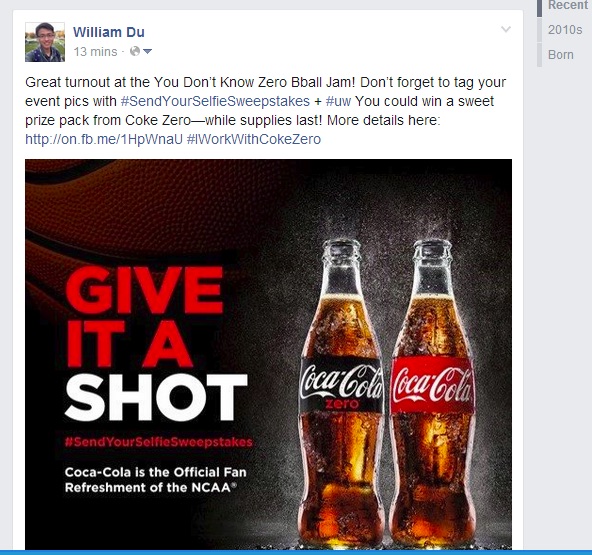 Recent
2010s
Born
William Du
13 mins ·
Great turnout at the You Don't Know Zero Bball Jam! Don't forget to tag your
event pics with #SendYourSelfieSweepstakes + #uw You could win a sweet
prize pack from Coke Zero—while supplies last! More details here:
http://on.fb.me/1HpWnaU #IWorkWithCokeZero
GIVE
IT A
SHOT
#SendYourSelfieSweepstakes
Coca-Cola is the Official Fan
Refreshment of the NCAA®
Coca-Cola
zero
Coca-Cola